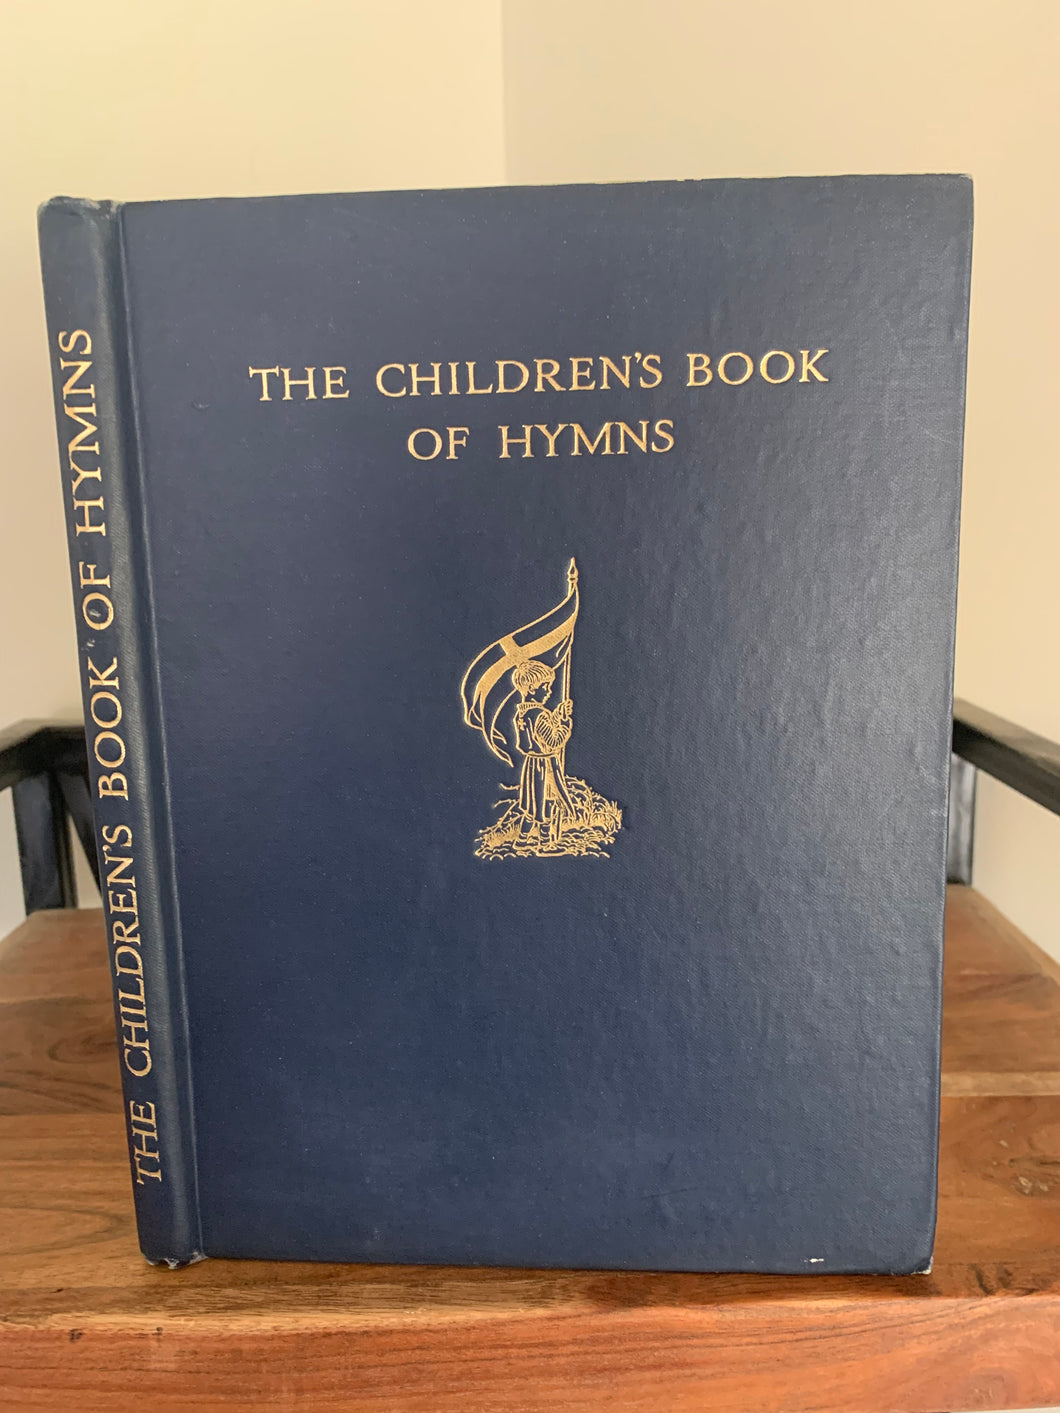 THE CHILDREN'S BOOK OF HYMNS
THE CHILDREN'S BOOK
OF HYMNS